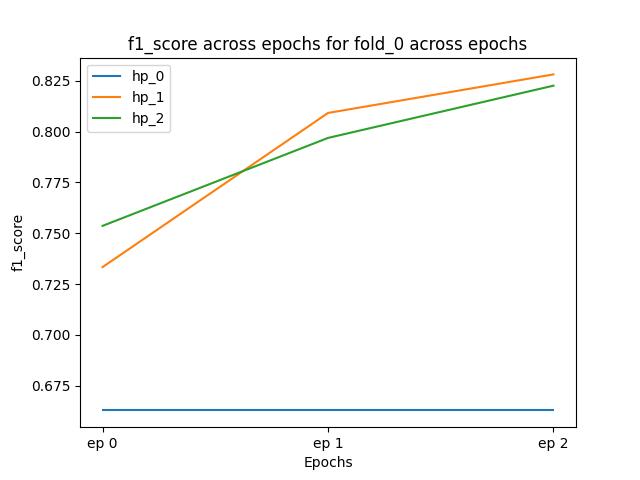 f1_score across epochs for fold_0 across epochs
hp_0
hp_1
hp_2
f1_score
0.825
0.800
0.775
0.750
0.725
0.700
0.675
ep 0
ep 1
ep 2
Epochs